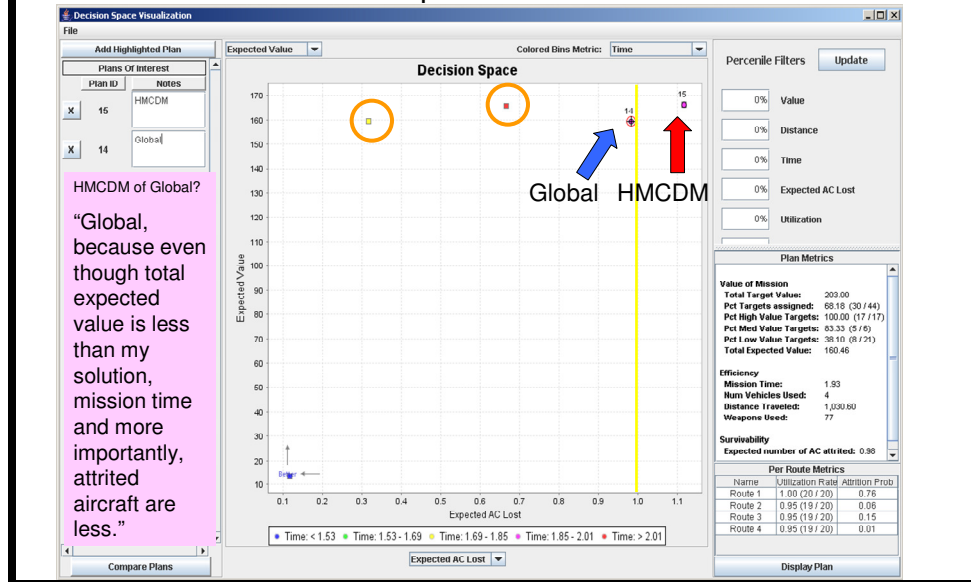 Decision Space Visualization
File
Add Highlighted Plan
Plans Of Interest
Plan ID Notes
X 15 HMCDM
X 14 Global
HMCDM of Global?
“Global,
because even
though total
expected
value is less
than my
solution,
mission time
and more
importantly,
attrited
aircraft are
less.”
Compare Plans
Expected Value
Colored Bins Metric: Time
Decision Space
Expected Value
170
160
150
140
130
120
110
100
90
80
70
60
50
40
30
20
10
14
15
Global HMCDM
Better
0.1 0.2 0.3 0.4 0.5 0.6 0.7 0.8 0.9 1.0 1.1
Expected AC Lost
Time: < 1.53 Time: 1.53 - 1.69 Time: 1.69 - 1.85 Time: 1.85 - 2.01 Time: > 2.01
Expected AC Lost
Percenile Filters Update
0% Value
0% Distance
0% Time
0% Expected AC Lost
0% Utilization
Plan Metrics
Value of Mission
Total Target Value: 203.00
Pct Targets assigned: 68.18 (30 / 44)
Pct High Value Targets: 100.00 (17 / 17)
Pct Med Value Targets: 83.33 (5 / 6)
Pct Low Value Targets: 38.10 (8 / 21)
Total Expected Value: 160.46
Efficiency
Mission Time: 1.93
Num Vehicles Used: 4
Distance Traveled: 1,030.60
Weapons Used: 77
Survivability
Expected number of AC attrited: 0.98
Per Route Metrics
Name Utilization Rate Attrition Prob
Route 1 1.00 (20 / 20) 0.76
Route 2 0.95 (19 / 20) 0.06
Route 3 0.95 (19 / 20) 0.15
Route 4 0.95 (19 / 20) 0.01
Display Plan